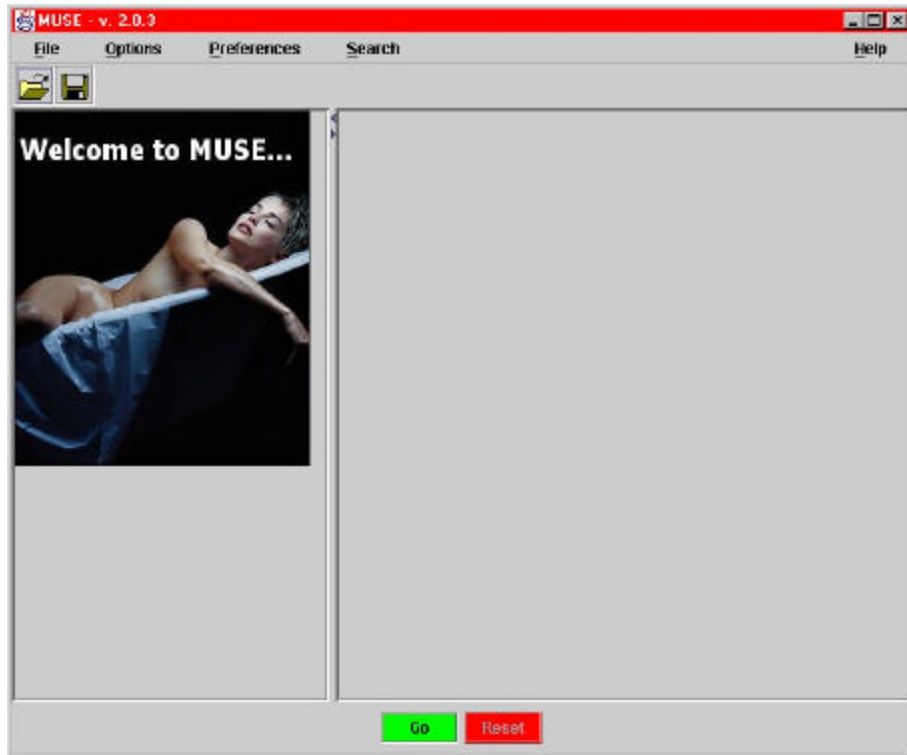 MUSE - v. 2.0.3
File Options Preferences Search Help
Welcome to MUSE...
Go Reset